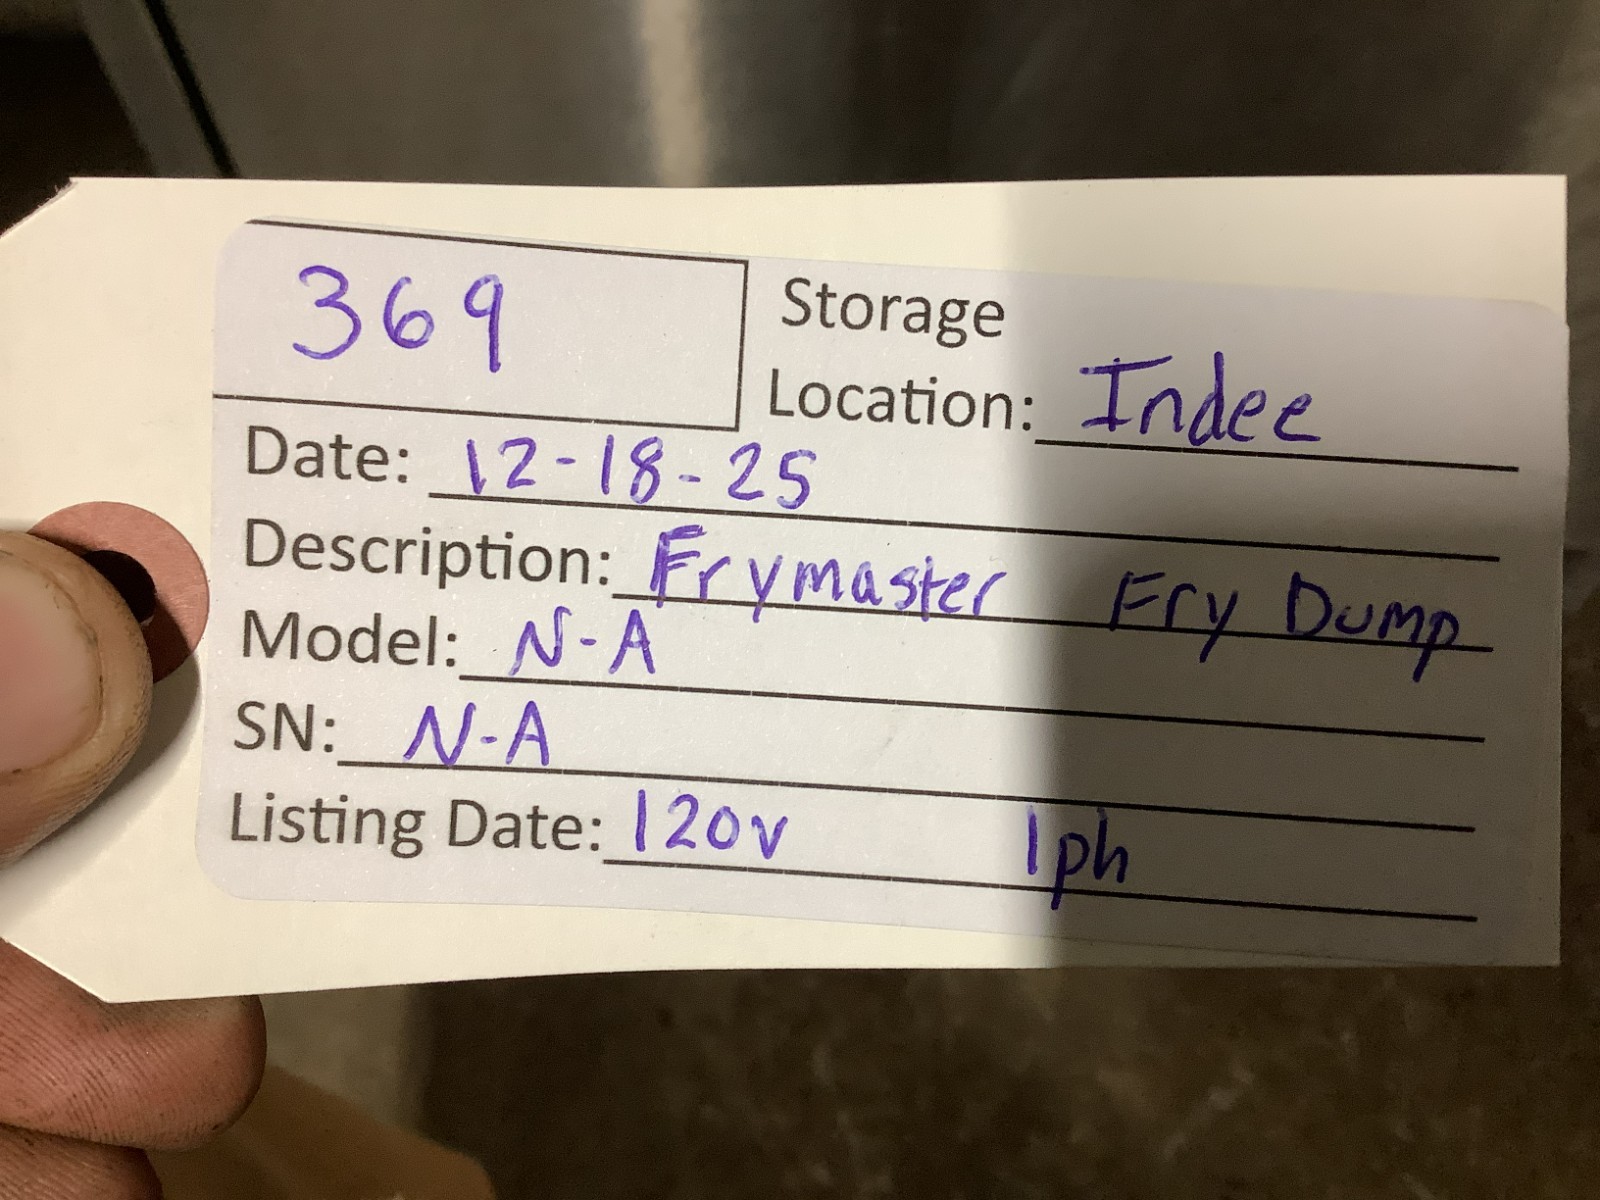 369
Storage
Location: Indee
Date: 12-18-25
Description: Frymaster Fry Dump
Model: N-A
SN: N-A
Listing Date: 120v 1ph